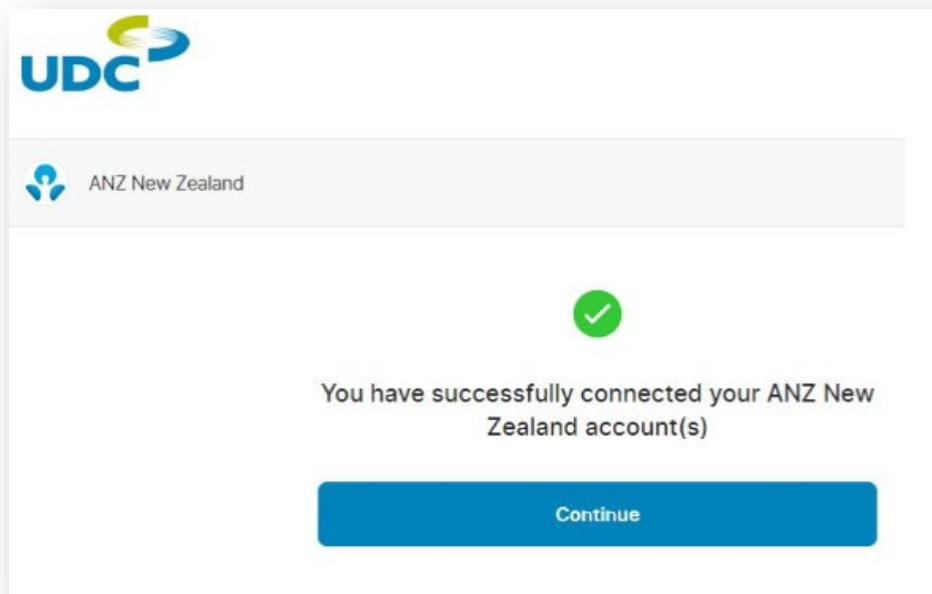 UDC
ANZ New Zealand
You have successfully connected your ANZ New
Zealand account(s)
Continue